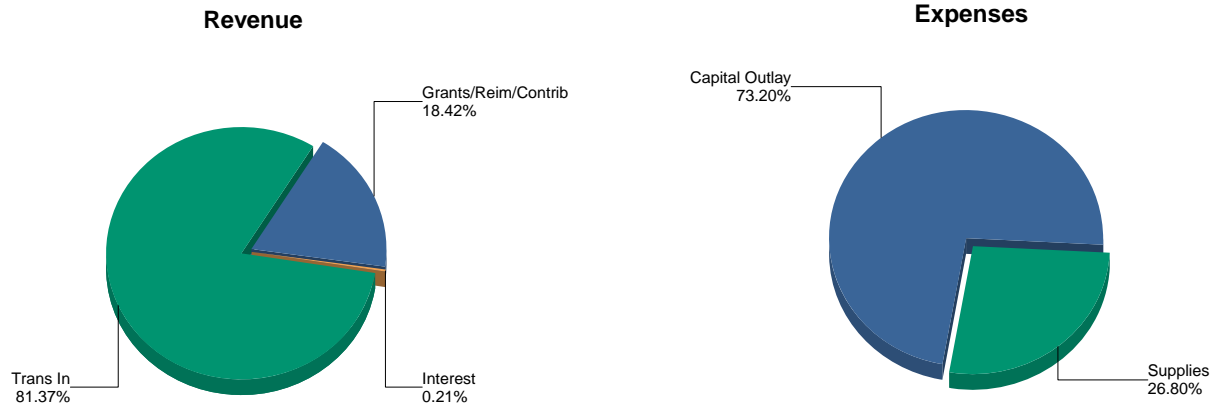 Revenue
Grants/Reim/Contrib
18.42%
Trans In
81.37%
Interest
0.21%
Expenses
Capital Outlay
73.20%
Supplies
26.80%